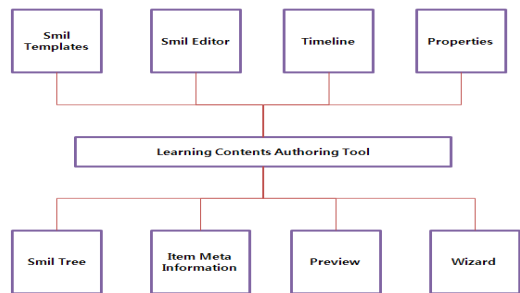 Smil
Templates
Smil Editor
Timeline
Properties
Learning Contents Authoring Tool
Smil Tree
Item Meta
Information
Preview
Wizard